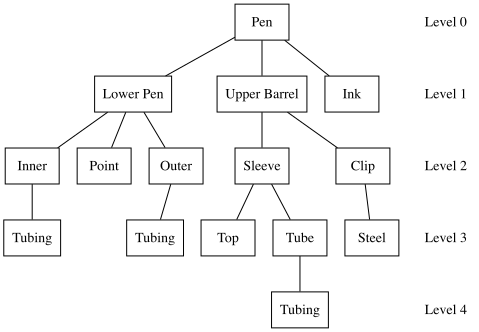 Pen Level 0
Lower Pen Upper Barrel Ink Level 1
Inner Point Outer Sleeve Clip Level 2
Tubing Tubing Top Tube Steel Level 3
Tubing Level 4